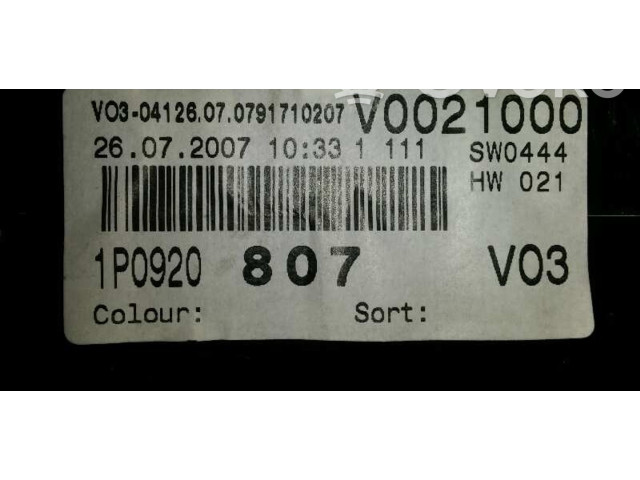 VO3-04126.07.0791710207 V0021000
26.07.2007 10:33 1 111 SW0444
HW 021
1P0920 807 VO3
Colour: Sort: